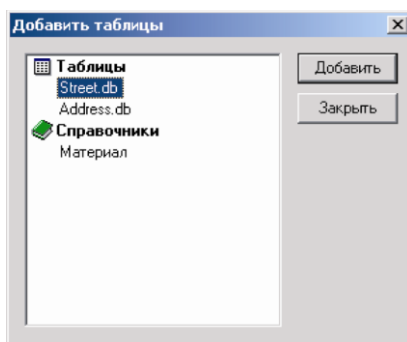 Добавить таблицы
Таблицы
Street.db
Address.db
Справочники
Материал
Добавить
Закрыть